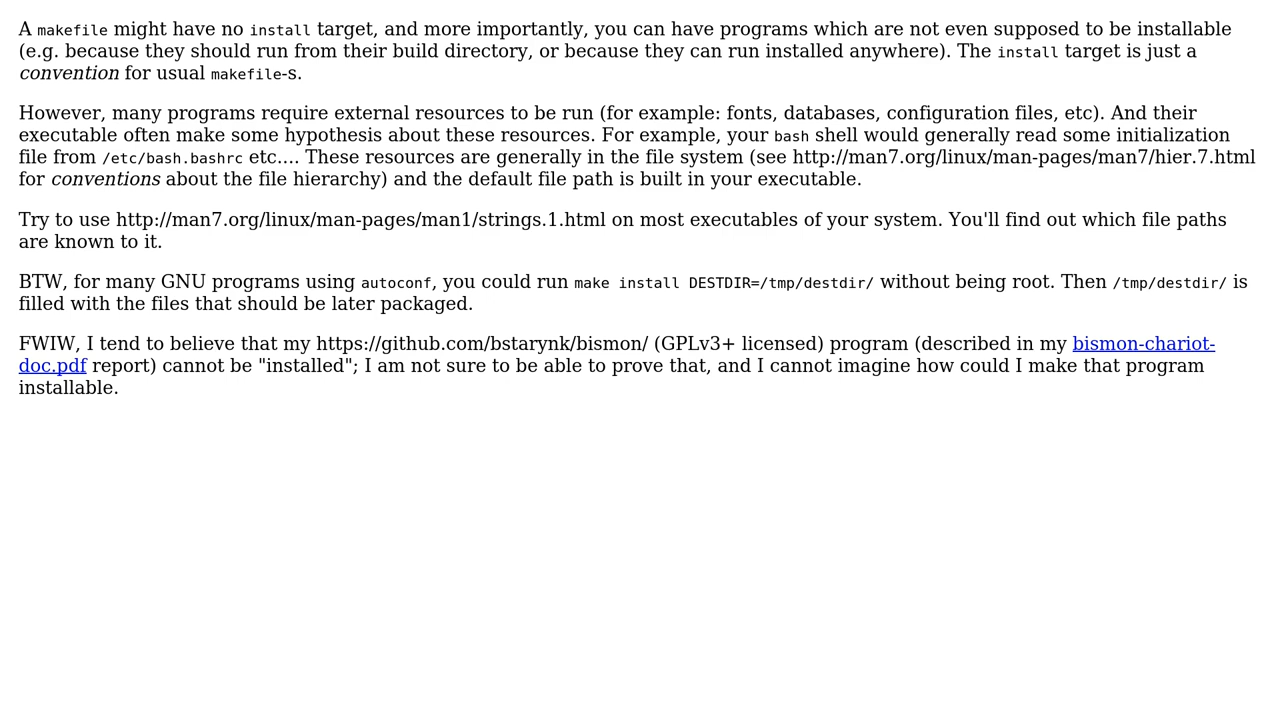 A makefile might have no install target, and more importantly, you can have programs which are not even supposed to be installable
(e.g. because they should run from their build directory, or because they can run installed anywhere). The install target is just a
convention for usual makefile-s.
However, many programs require external resources to be run (for example: fonts, databases, configuration files, etc). And their
executable often make some hypothesis about these resources. For example, your bash shell would generally read some initialization
file from /etc/bash.bashrc etc.... These resources are generally in the file system (see http://man7.org/linux/man-pages/man7/hier.7.html
for conventions about the file hierarchy) and the default file path is built in your executable.
Try to use http://man7.org/linux/man-pages/man1/strings.1.html on most executables of your system. You'll find out which file paths
are known to it.
BTW, for many GNU programs using autoconf, you could run make install DESTDIR=/tmp/destdir/ without being root. Then /tmp/destdir/ is
filled with the files that should be later packaged.
FWIW, I tend to believe that my https://github.com/bstarynk/bismon/ (GPLv3+ licensed) program (described in my bismon-chariot-
doc.pdf report) cannot be "installed"; I am not sure to be able to prove that, and I cannot imagine how could I make that program
installable.